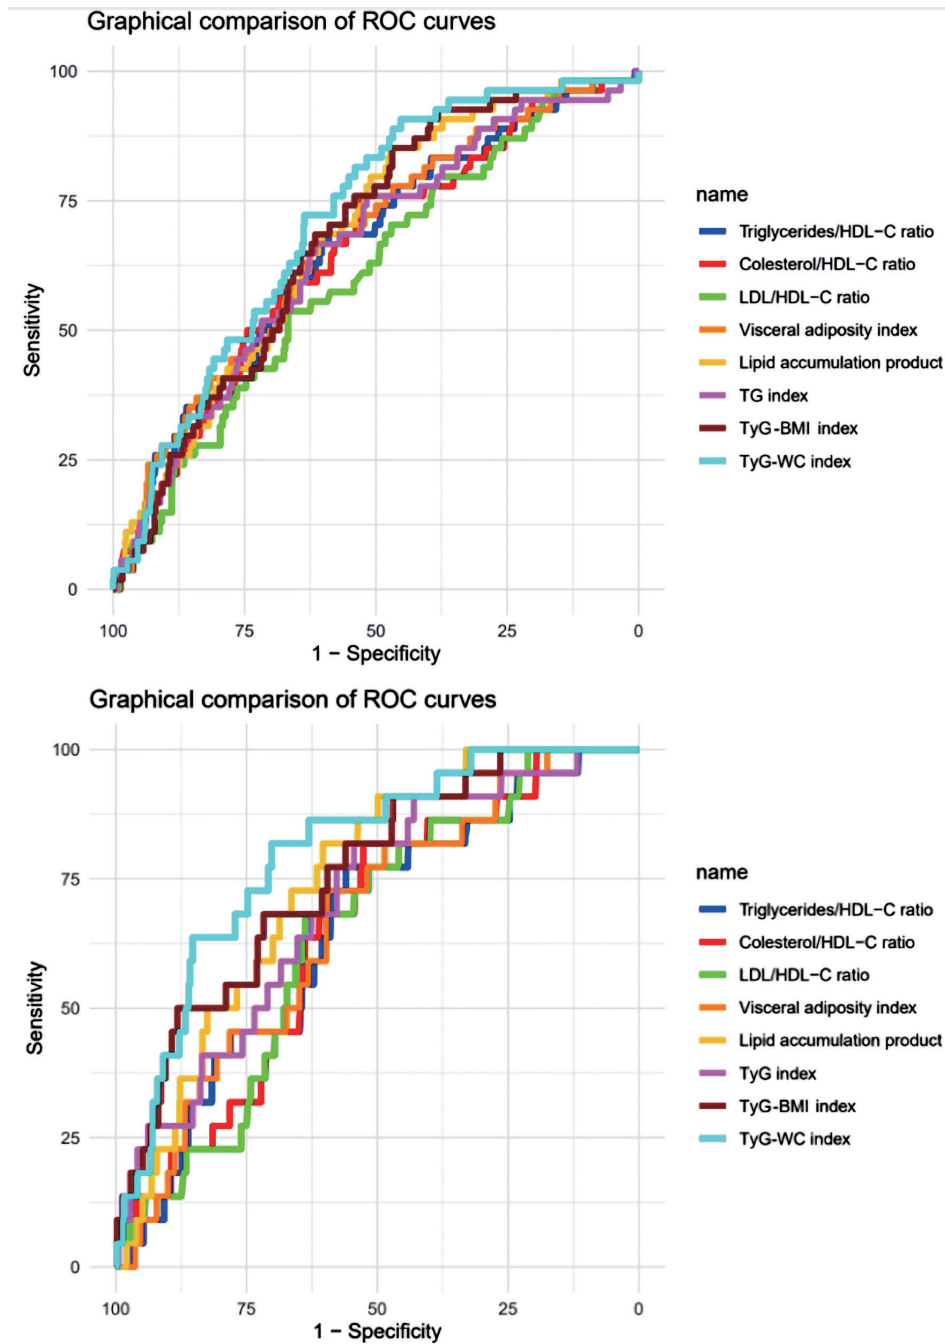 Graphical comparison of ROC curves
100
75
50
25
0
Sensitivity
100 75 50 25 0
1 − Specificity
name
Triglycerides/HDL−C ratio
Colesterol/HDL−C ratio
LDL/HDL−C ratio
Visceral adiposity index
Lipid accumulation product
TG index
TyG-BMI index
TyG-WC index
Graphical comparison of ROC curves
100
75
50
25
0
Sensitivity
100 75 50 25 0
1 − Specificity
name
Triglycerides/HDL−C ratio
Colesterol/HDL−C ratio
LDL/HDL−C ratio
Visceral adiposity index
Lipid accumulation product
TyG index
TyG-BMI index
TyG-WC index